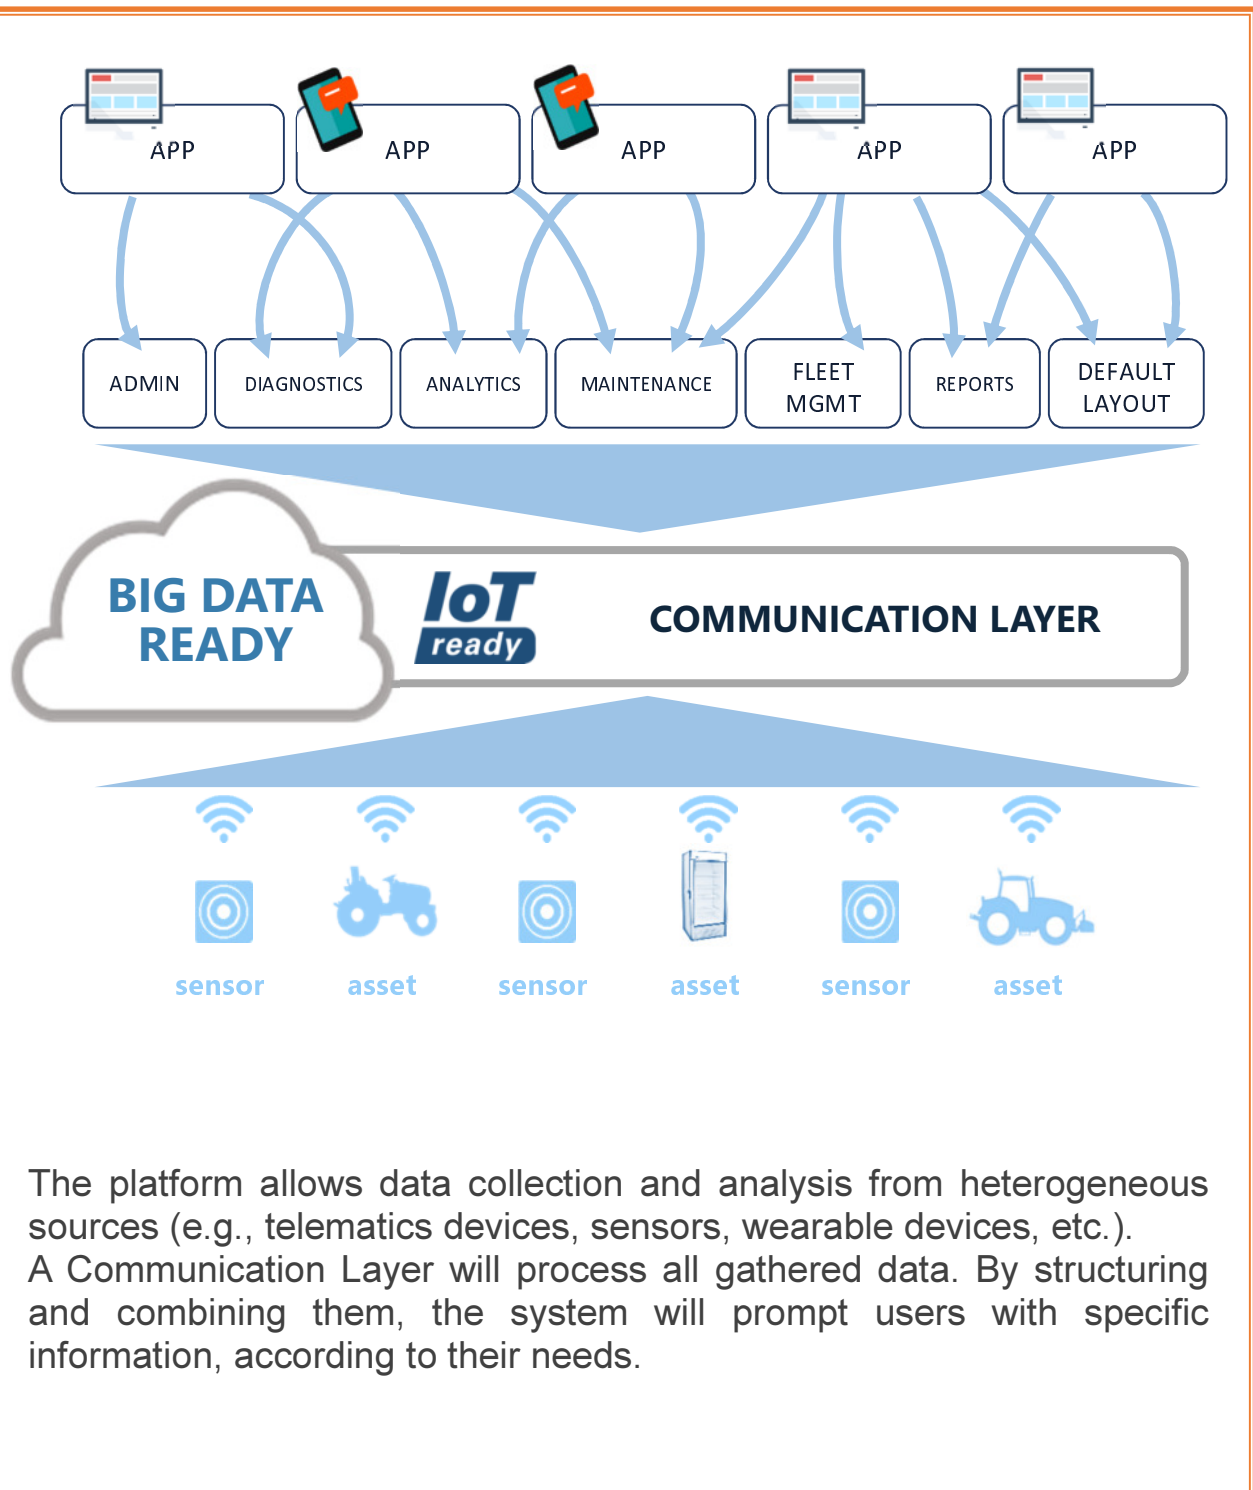 APP
APP
APP
APP
APP
ADMIN
DIAGNOSTICS
ANALYTICS
MAINTENANCE
FLEET
MGMT
REPORTS
DEFAULT
LAYOUT
BIG DATA
READY
IoT
ready
COMMUNICATION LAYER
sensor
asset
sensor
asset
sensor
asset
The platform allows data collection and analysis from heterogeneous
sources (e.g., telematics devices, sensors, wearable devices, etc.).
A Communication Layer will process all gathered data. By structuring
and combining them, the system will prompt users with specific
information, according to their needs.